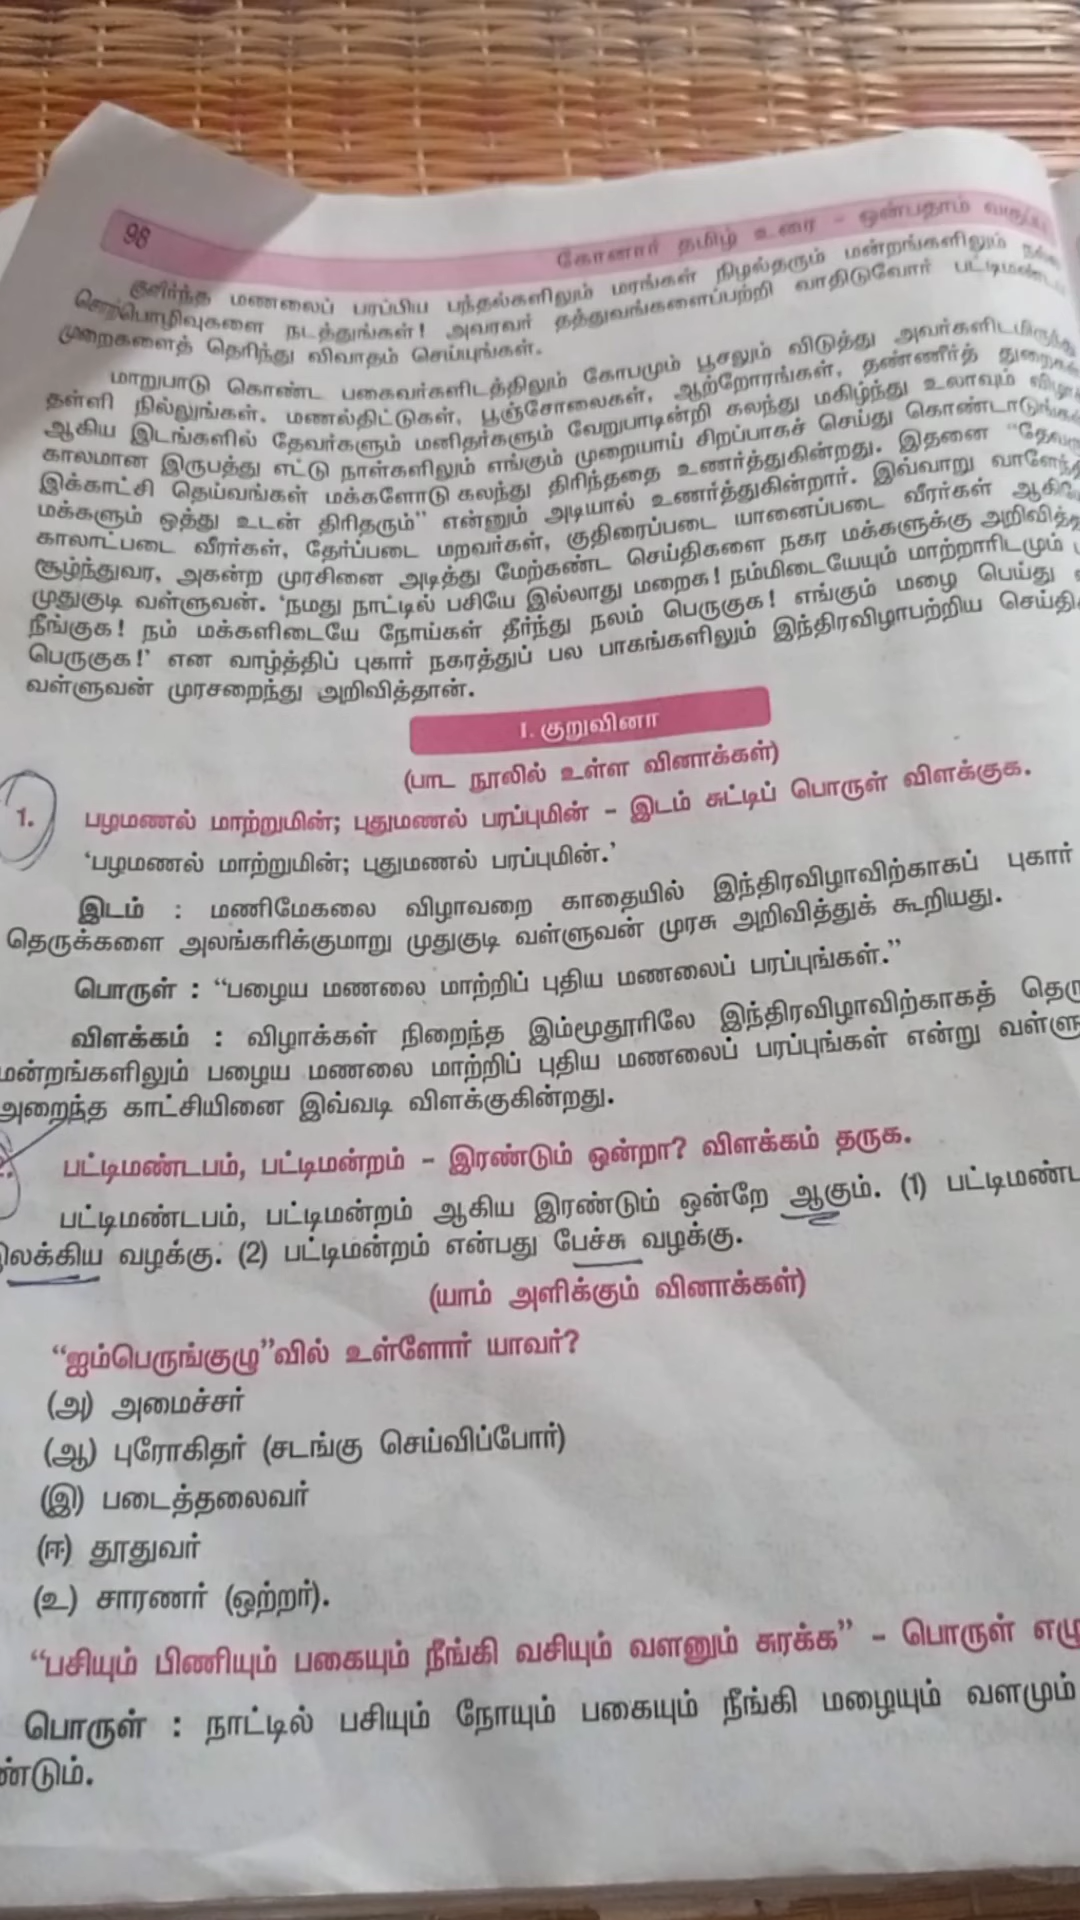 98
கோனார் தமிழ் உரை – ஒன்பதாம் வகுப்பு
குளிர்ந்த மணலைப் பரப்பிய பந்தல்களிலும் மரங்கள் நிழல்தரும் மன்றங்களிலும் நல்ல
சொற்பொழிவுகளை நடத்துங்கள்! அவரவர் தத்துவங்களைப்பற்றி வாதிடுவோர் பட்டிமண்டப
முறைகளைத் தெரிந்து விவாதம் செய்யுங்கள்.
மாறுபாடு கொண்ட பகைவர்களிடத்திலும் கோபமும் பூசலும் விடுத்து அவர்களிடமிருந்து
தள்ளி நில்லுங்கள். மணல்திட்டுகள், பூஞ்சோலைகள், ஆற்றோரங்கள், தண்ணீர்த் துறைகள்
ஆகிய இடங்களில் தேவர்களும் மனிதர்களும் வேறுபாடின்றி கலந்து மகிழ்ந்து உலாவும் விழாக்
காலமான இருபத்து எட்டு நாள்களிலும் எங்கும் முறையாய் சிறப்பாகச் செய்து கொண்டாடுங்கள்
இக்காட்சி தெய்வங்கள் மக்களோடு கலந்து திரிந்ததை உணர்த்துகின்றது. இதனை “தேவரு
மக்களும் ஒத்து உடன் திரிதரும்” என்னும் அடியால் உணர்த்துகின்றார். இவ்வாறு வாளேந்தி
காலாட்படை வீரர்கள், தேர்ப்படை மறவர்கள், குதிரைப்படை யானைப்படை வீரர்கள் ஆகி
சூழ்ந்துவர, அகன்ற முரசினை அடித்து மேற்கண்ட செய்திகளை நகர மக்களுக்கு அறிவித்த
முதுகுடி வள்ளுவன். ‘நமது நாட்டில் பசியே இல்லாது மறைக! நம்மிடையேயும் மாற்றாரிடமும்
நீங்குக! நம் மக்களிடையே நோய்கள் தீர்ந்து நலம் பெருகுக! எங்கும் மழை பெய்து
பெருகுக!’ என வாழ்த்திப் புகார் நகரத்துப் பல பாகங்களிலும் இந்திரவிழாபற்றிய செய்தி
வள்ளுவன் முரசறைந்து அறிவித்தான்.
I. குறுவினா
(பாட நூலில் உள்ள வினாக்கள்)
1. பழமணல் மாற்றுமின்; புதுமணல் பரப்புமின் – இடம் சுட்டிப் பொருள் விளக்குக.
‘பழமணல் மாற்றுமின்; புதுமணல் பரப்புமின்.’
இடம் : மணிமேகலை விழாவறை காதையில் இந்திரவிழாவிற்காகப் புகார்
தெருக்களை அலங்கரிக்குமாறு முதுகுடி வள்ளுவன் முரசு அறிவித்துக் கூறியது.
பொருள் : “பழைய மணலை மாற்றிப் புதிய மணலைப் பரப்புங்கள்.”
விளக்கம் : விழாக்கள் நிறைந்த இம்மூதூரிலே இந்திரவிழாவிற்காகத் தெரு
மன்றங்களிலும் பழைய மணலை மாற்றிப் புதிய மணலைப் பரப்புங்கள் என்று வள்ளு
அறைந்த காட்சியினை இவ்வடி விளக்குகின்றது.
பட்டிமண்டபம், பட்டிமன்றம் – இரண்டும் ஒன்றா? விளக்கம் தருக.
பட்டிமண்டபம், பட்டிமன்றம் ஆகிய இரண்டும் ஒன்றே ஆகும். (1) பட்டிமண்ட
இலக்கிய வழக்கு. (2) பட்டிமன்றம் என்பது பேச்சு வழக்கு.
(யாம் அளிக்கும் வினாக்கள்)
“ஐம்பெருங்குழு”வில் உள்ளோர் யாவர்?
(அ) அமைச்சர்
(ஆ) புரோகிதர் (சடங்கு செய்விப்போர்)
(இ) படைத்தலைவர்
(ஈ) தூதுவர்
(உ) சாரணர் (ஒற்றர்).
“பசியும் பிணியும் பகையும் நீங்கி வசியும் வளனும் சுரக்க” – பொருள் எழு
பொருள் : நாட்டில் பசியும் நோயும் பகையும் நீங்கி மழையும் வளமும்
ண்டும்.